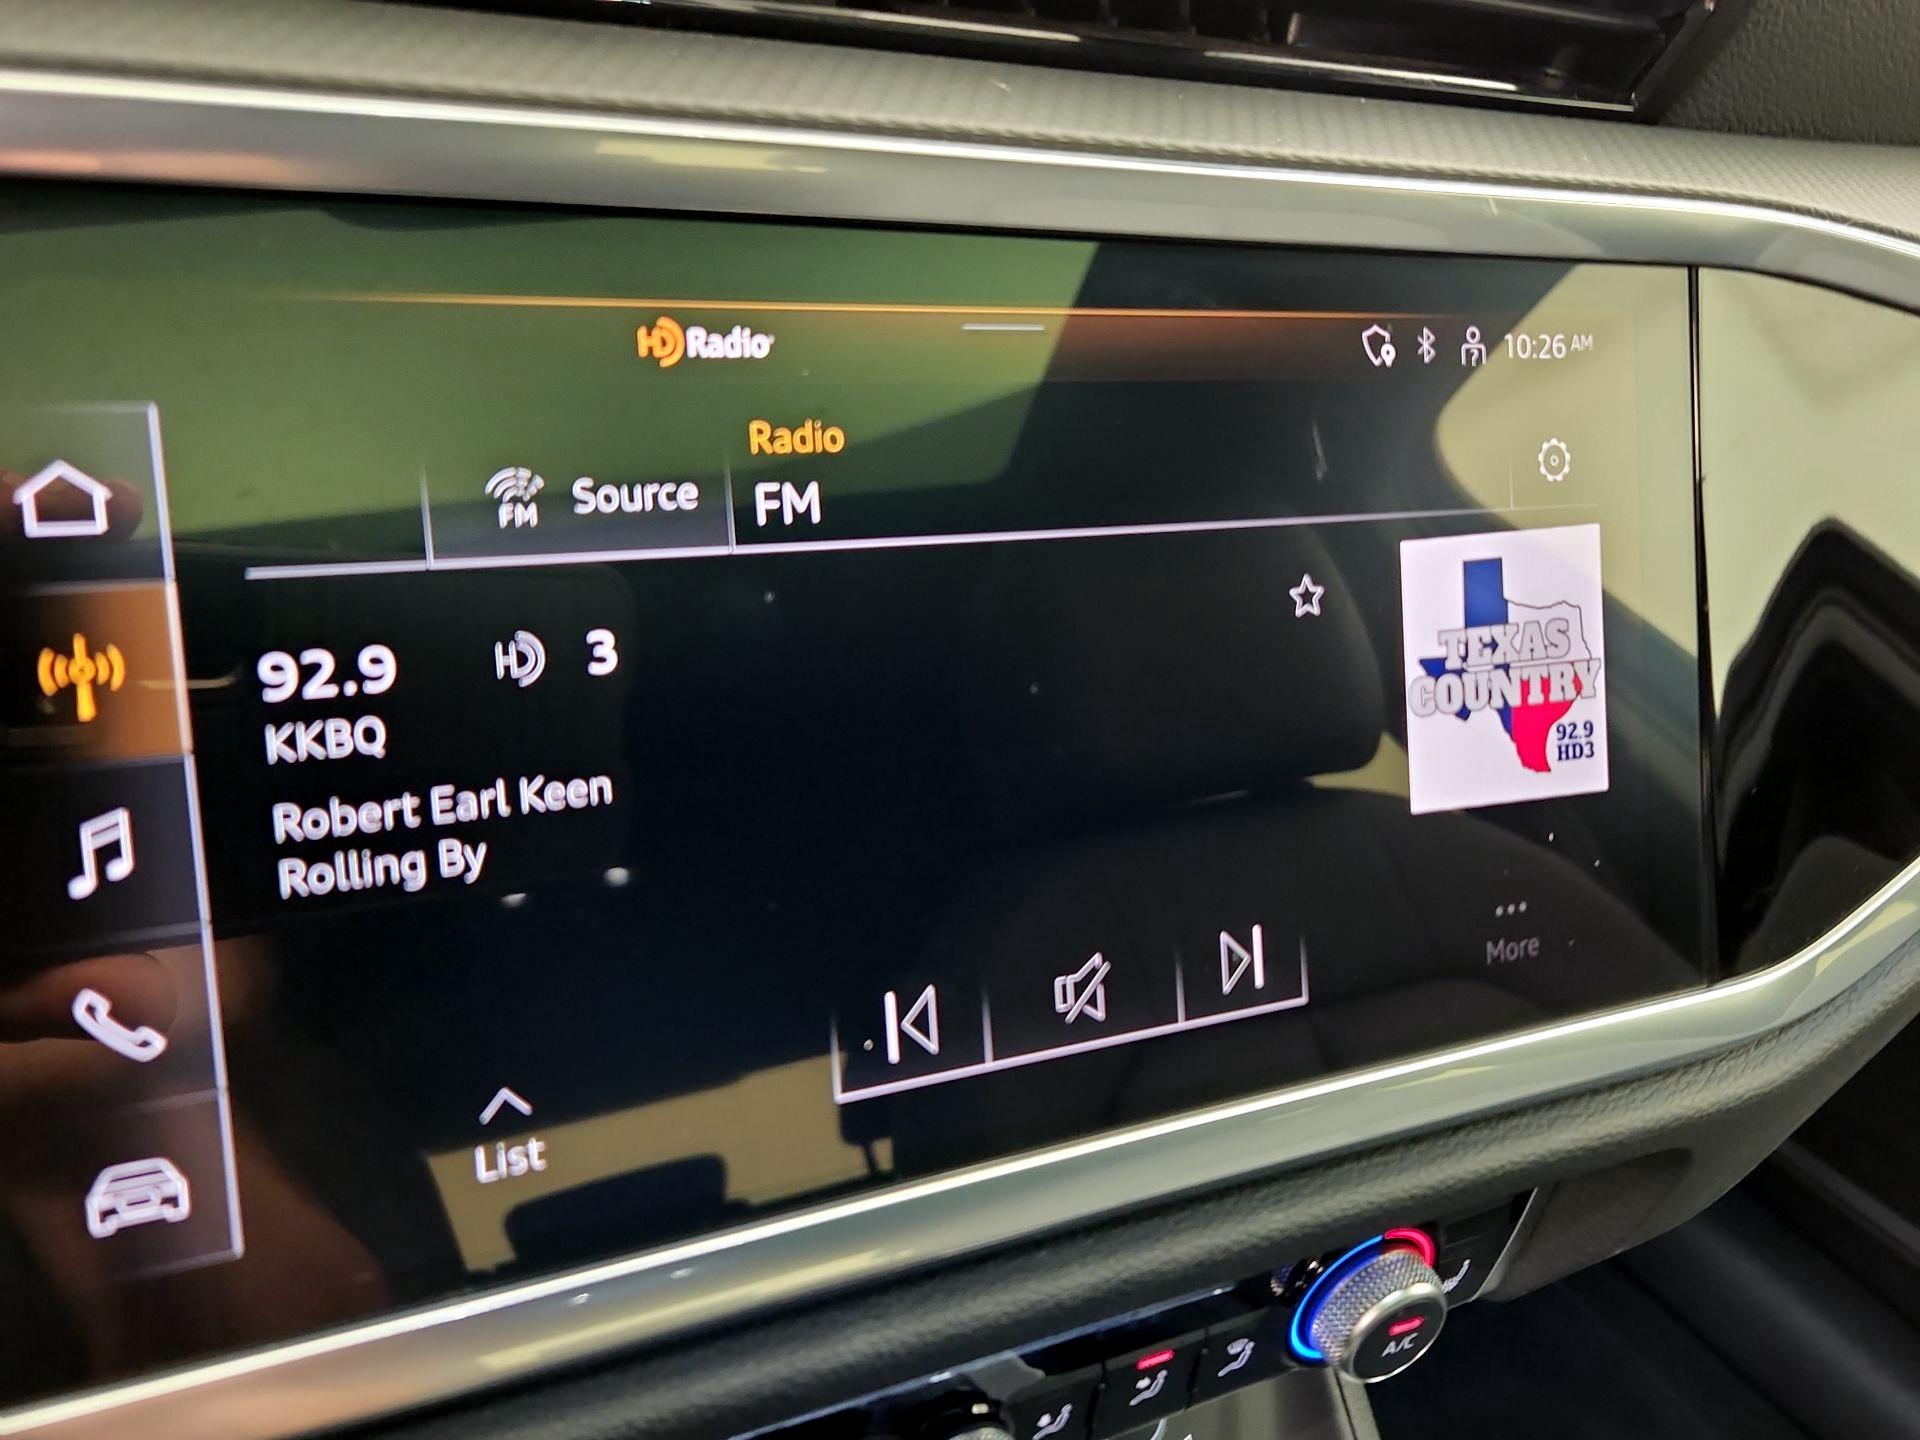 HD Radio
10:26 AM
Radio
FM
Source
FM
92.9
HD 3
KKBQ
Robert Earl Keen
Rolling By
TEXAS
COUNTRY
92.9
HD3
More
List
A/C